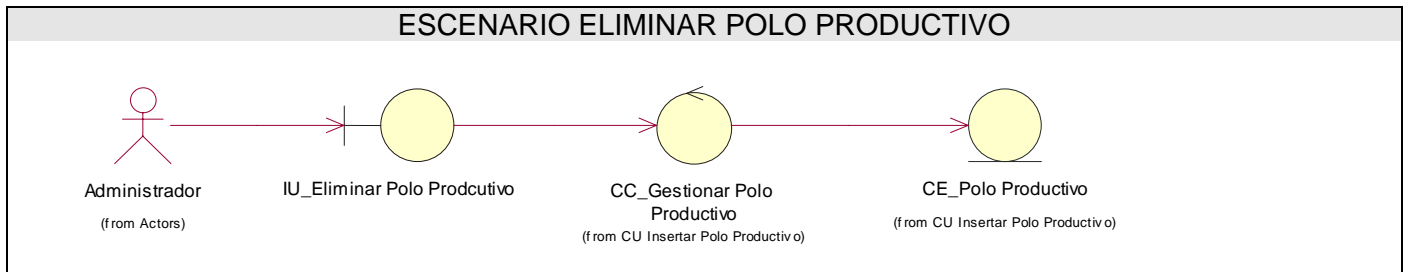 ESCENARIO ELIMINAR POLO PRODUCTIVO
Administrador
(from Actors)
IU_Eliminar Polo Prodcutivo
CC_Gestionar Polo
Productivo
(from CU Insertar Polo Productivo)
CE_Polo Productivo
(from CU Insertar Polo Productivo)